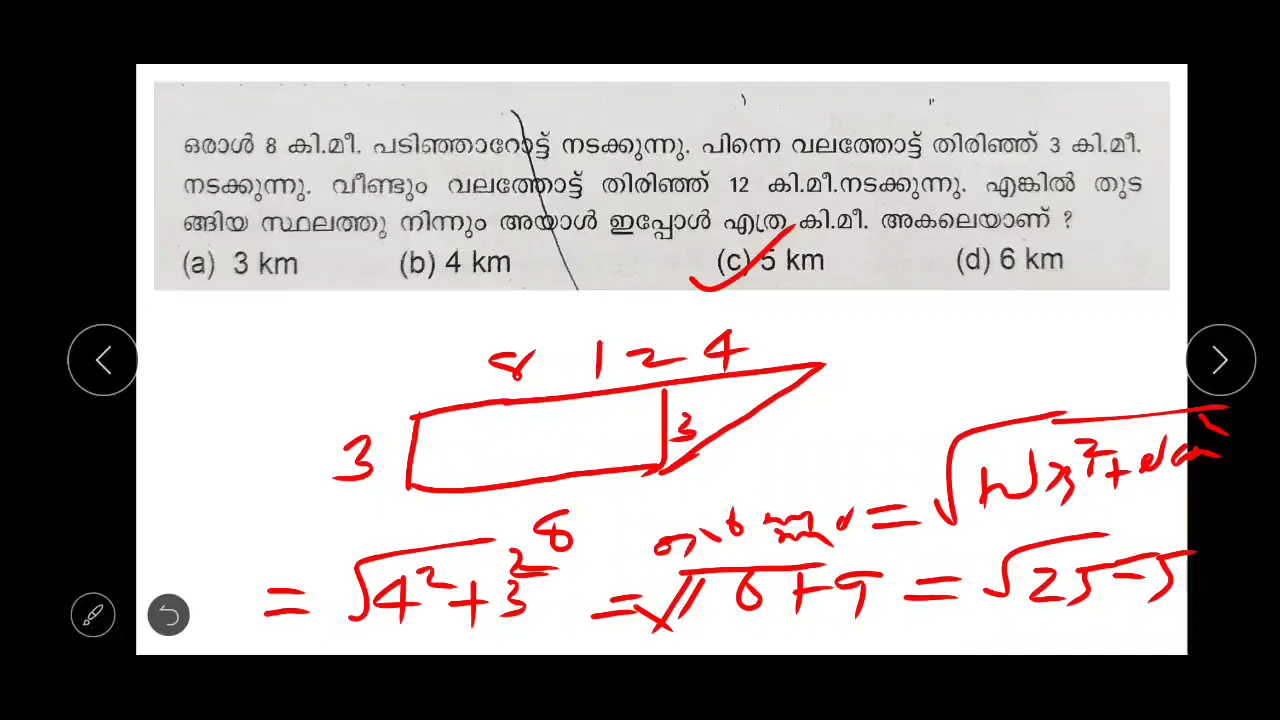 ഒരാൾ 8 കി.മീ. പടിഞ്ഞാറോട്ട് നടക്കുന്നു. പിന്നെ വലത്തോട്ട് തിരിഞ്ഞ് 3 കി.മീ.
നടക്കുന്നു. വീണ്ടും വലത്തോട്ട് തിരിഞ്ഞ് 12 കി.മീ.നടക്കുന്നു. എങ്കിൽ തുട
ങ്ങിയ സ്ഥലത്തു നിന്നും അയാൾ ഇപ്പോൾ എത്ര കി.മീ. അകലെയാണ് ?
(a) 3 km (b) 4 km (c) 5 km (d) 6 km
8 12 4
3 3
8
= √4² + 3² = √16+9 = √25 = 5